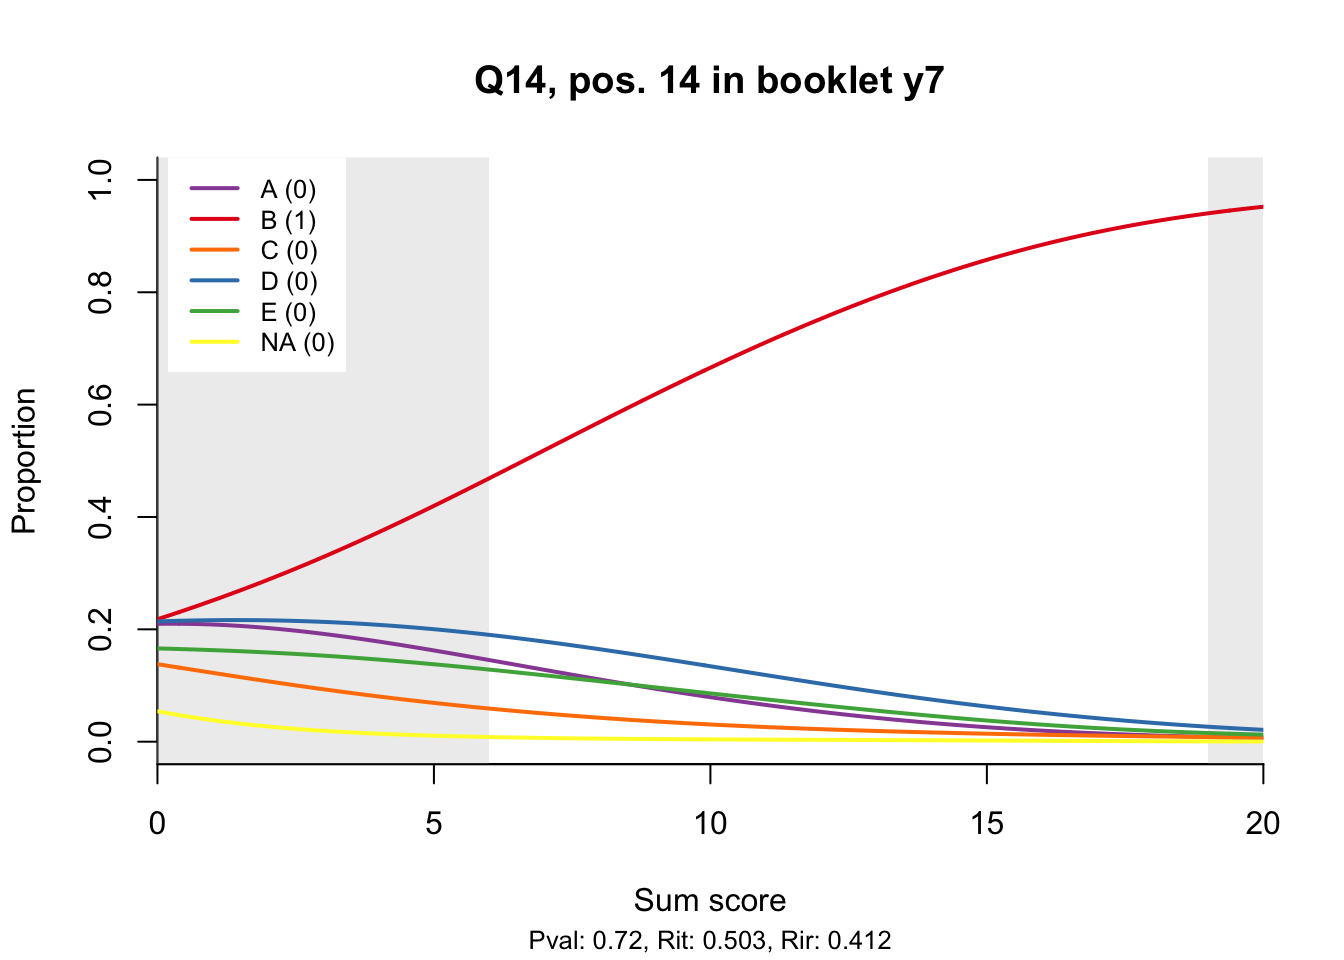 Q14, pos. 14 in booklet y7
A (0)
B (1)
C (0)
D (0)
E (0)
NA (0)
Proportion
1.0
0.8
0.6
0.4
0.2
0.0
0 5 10 15 20
Sum score
Pval: 0.72, Rit: 0.503, Rir: 0.412